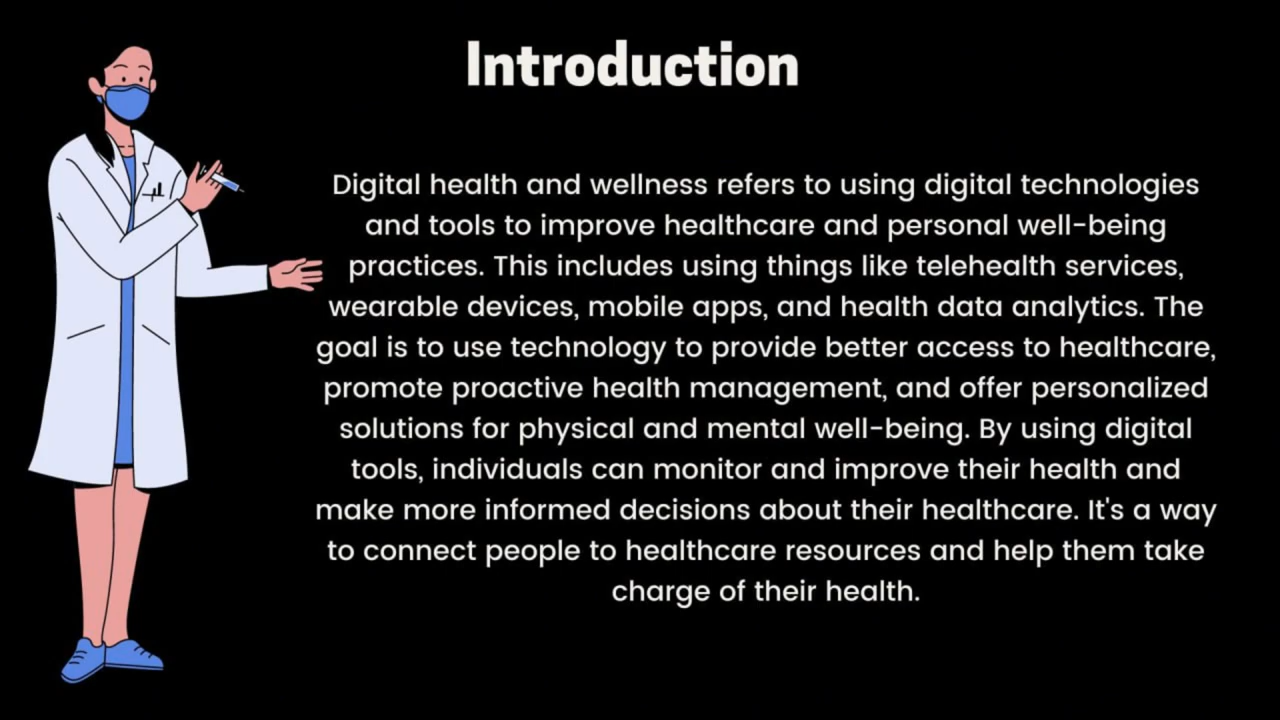 Introduction
Digital health and wellness refers to using digital technologies
and tools to improve healthcare and personal well-being
practices. This includes using things like telehealth services,
wearable devices, mobile apps, and health data analytics. The
goal is to use technology to provide better access to healthcare,
promote proactive health management, and offer personalized
solutions for physical and mental well-being. By using digital
tools, individuals can monitor and improve their health and
make more informed decisions about their healthcare. It's a way
to connect people to healthcare resources and help them take
charge of their health.